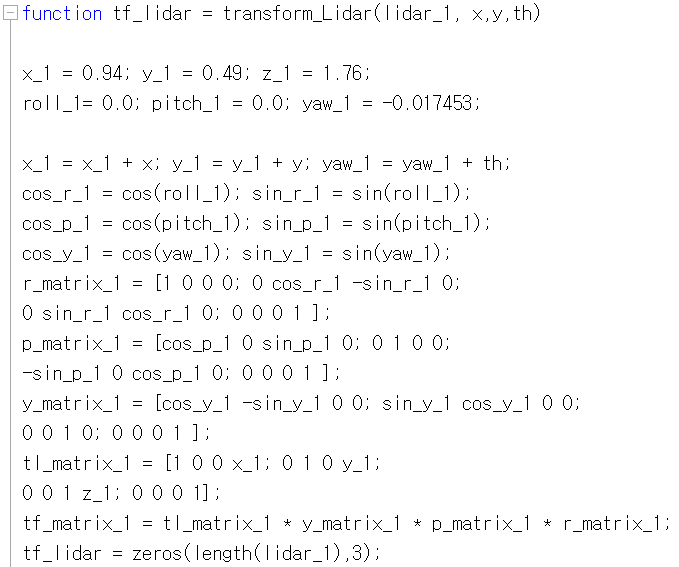 function tf_lidar = transform_Lidar(lidar_1, x,y,th)
x_1 = 0.94; y_1 = 0.49; z_1 = 1.76;
roll_1= 0.0; pitch_1 = 0.0; yaw_1 = -0.017453;
x_1 = x_1 + x; y_1 = y_1 + y; yaw_1 = yaw_1 + th;
cos_r_1 = cos(roll_1); sin_r_1 = sin(roll_1);
cos_p_1 = cos(pitch_1); sin_p_1 = sin(pitch_1);
cos_y_1 = cos(yaw_1); sin_y_1 = sin(yaw_1);
r_matrix_1 = [1 0 0 0; 0 cos_r_1 -sin_r_1 0;
0 sin_r_1 cos_r_1 0; 0 0 0 1 ];
p_matrix_1 = [cos_p_1 0 sin_p_1 0; 0 1 0 0;
-sin_p_1 0 cos_p_1 0; 0 0 0 1 ];
y_matrix_1 = [cos_y_1 -sin_y_1 0 0; sin_y_1 cos_y_1 0 0;
0 0 1 0; 0 0 0 1 ];
tl_matrix_1 = [1 0 0 x_1; 0 1 0 y_1;
0 0 1 z_1; 0 0 0 1];
tf_matrix_1 = tl_matrix_1 * y_matrix_1 * p_matrix_1 * r_matrix_1;
tf_lidar = zeros(length(lidar_1),3);